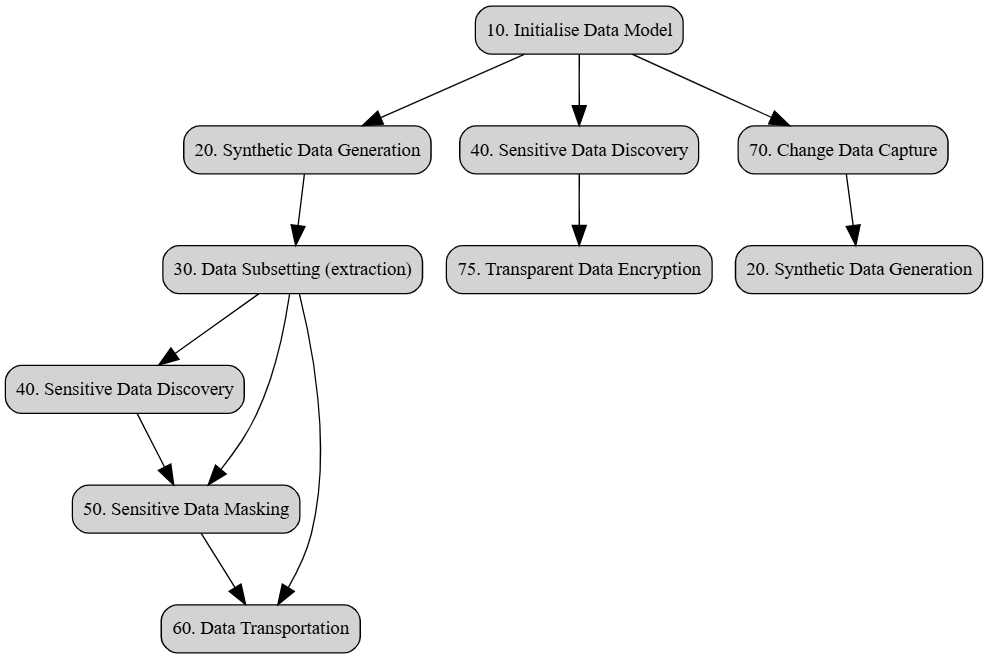 10. Initialise Data Model
20. Synthetic Data Generation
40. Sensitive Data Discovery
70. Change Data Capture
30. Data Subsetting (extraction)
75. Transparent Data Encryption
20. Synthetic Data Generation
40. Sensitive Data Discovery
50. Sensitive Data Masking
60. Data Transportation